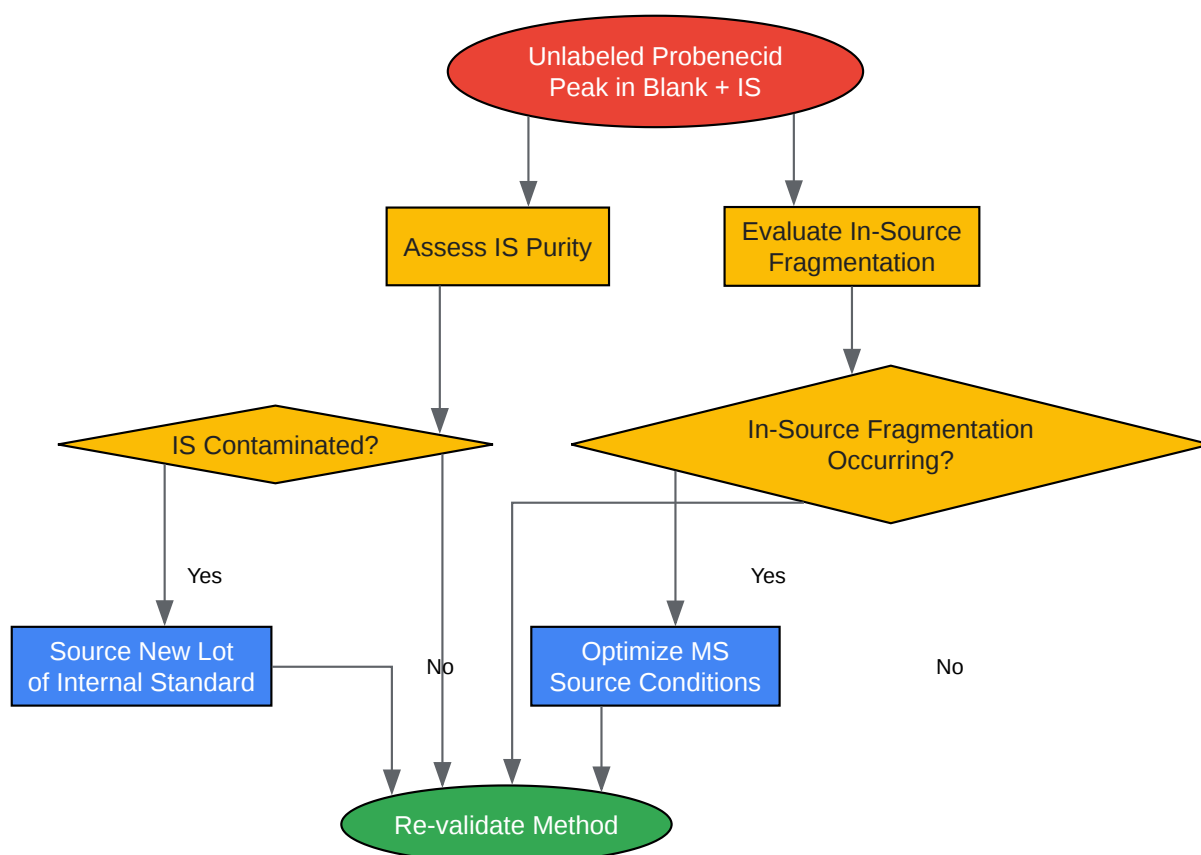 Unlabeled Probenecid
Peak in Blank + IS
Assess IS Purity
Evaluate In-Source
Fragmentation
IS Contaminated?
In-Source Fragmentation
Occurring?
Yes
Yes
Source New Lot
of Internal Standard
No
Optimize MS
Source Conditions
No
Re-validate Method